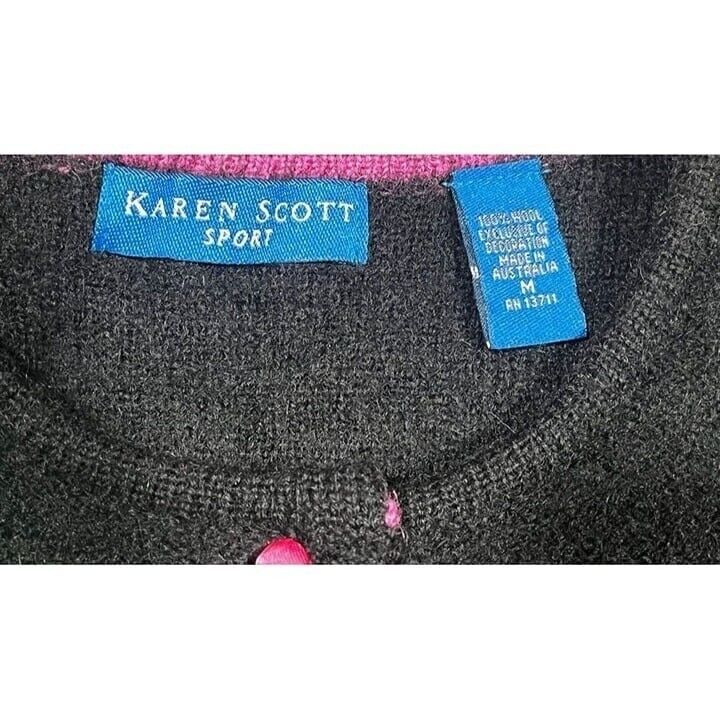 KAREN SCOTT
SPORT
100% WOOL
EXCLUSIVE OF
DECORATION
MADE IN
AUSTRALIA
M
RN 13711